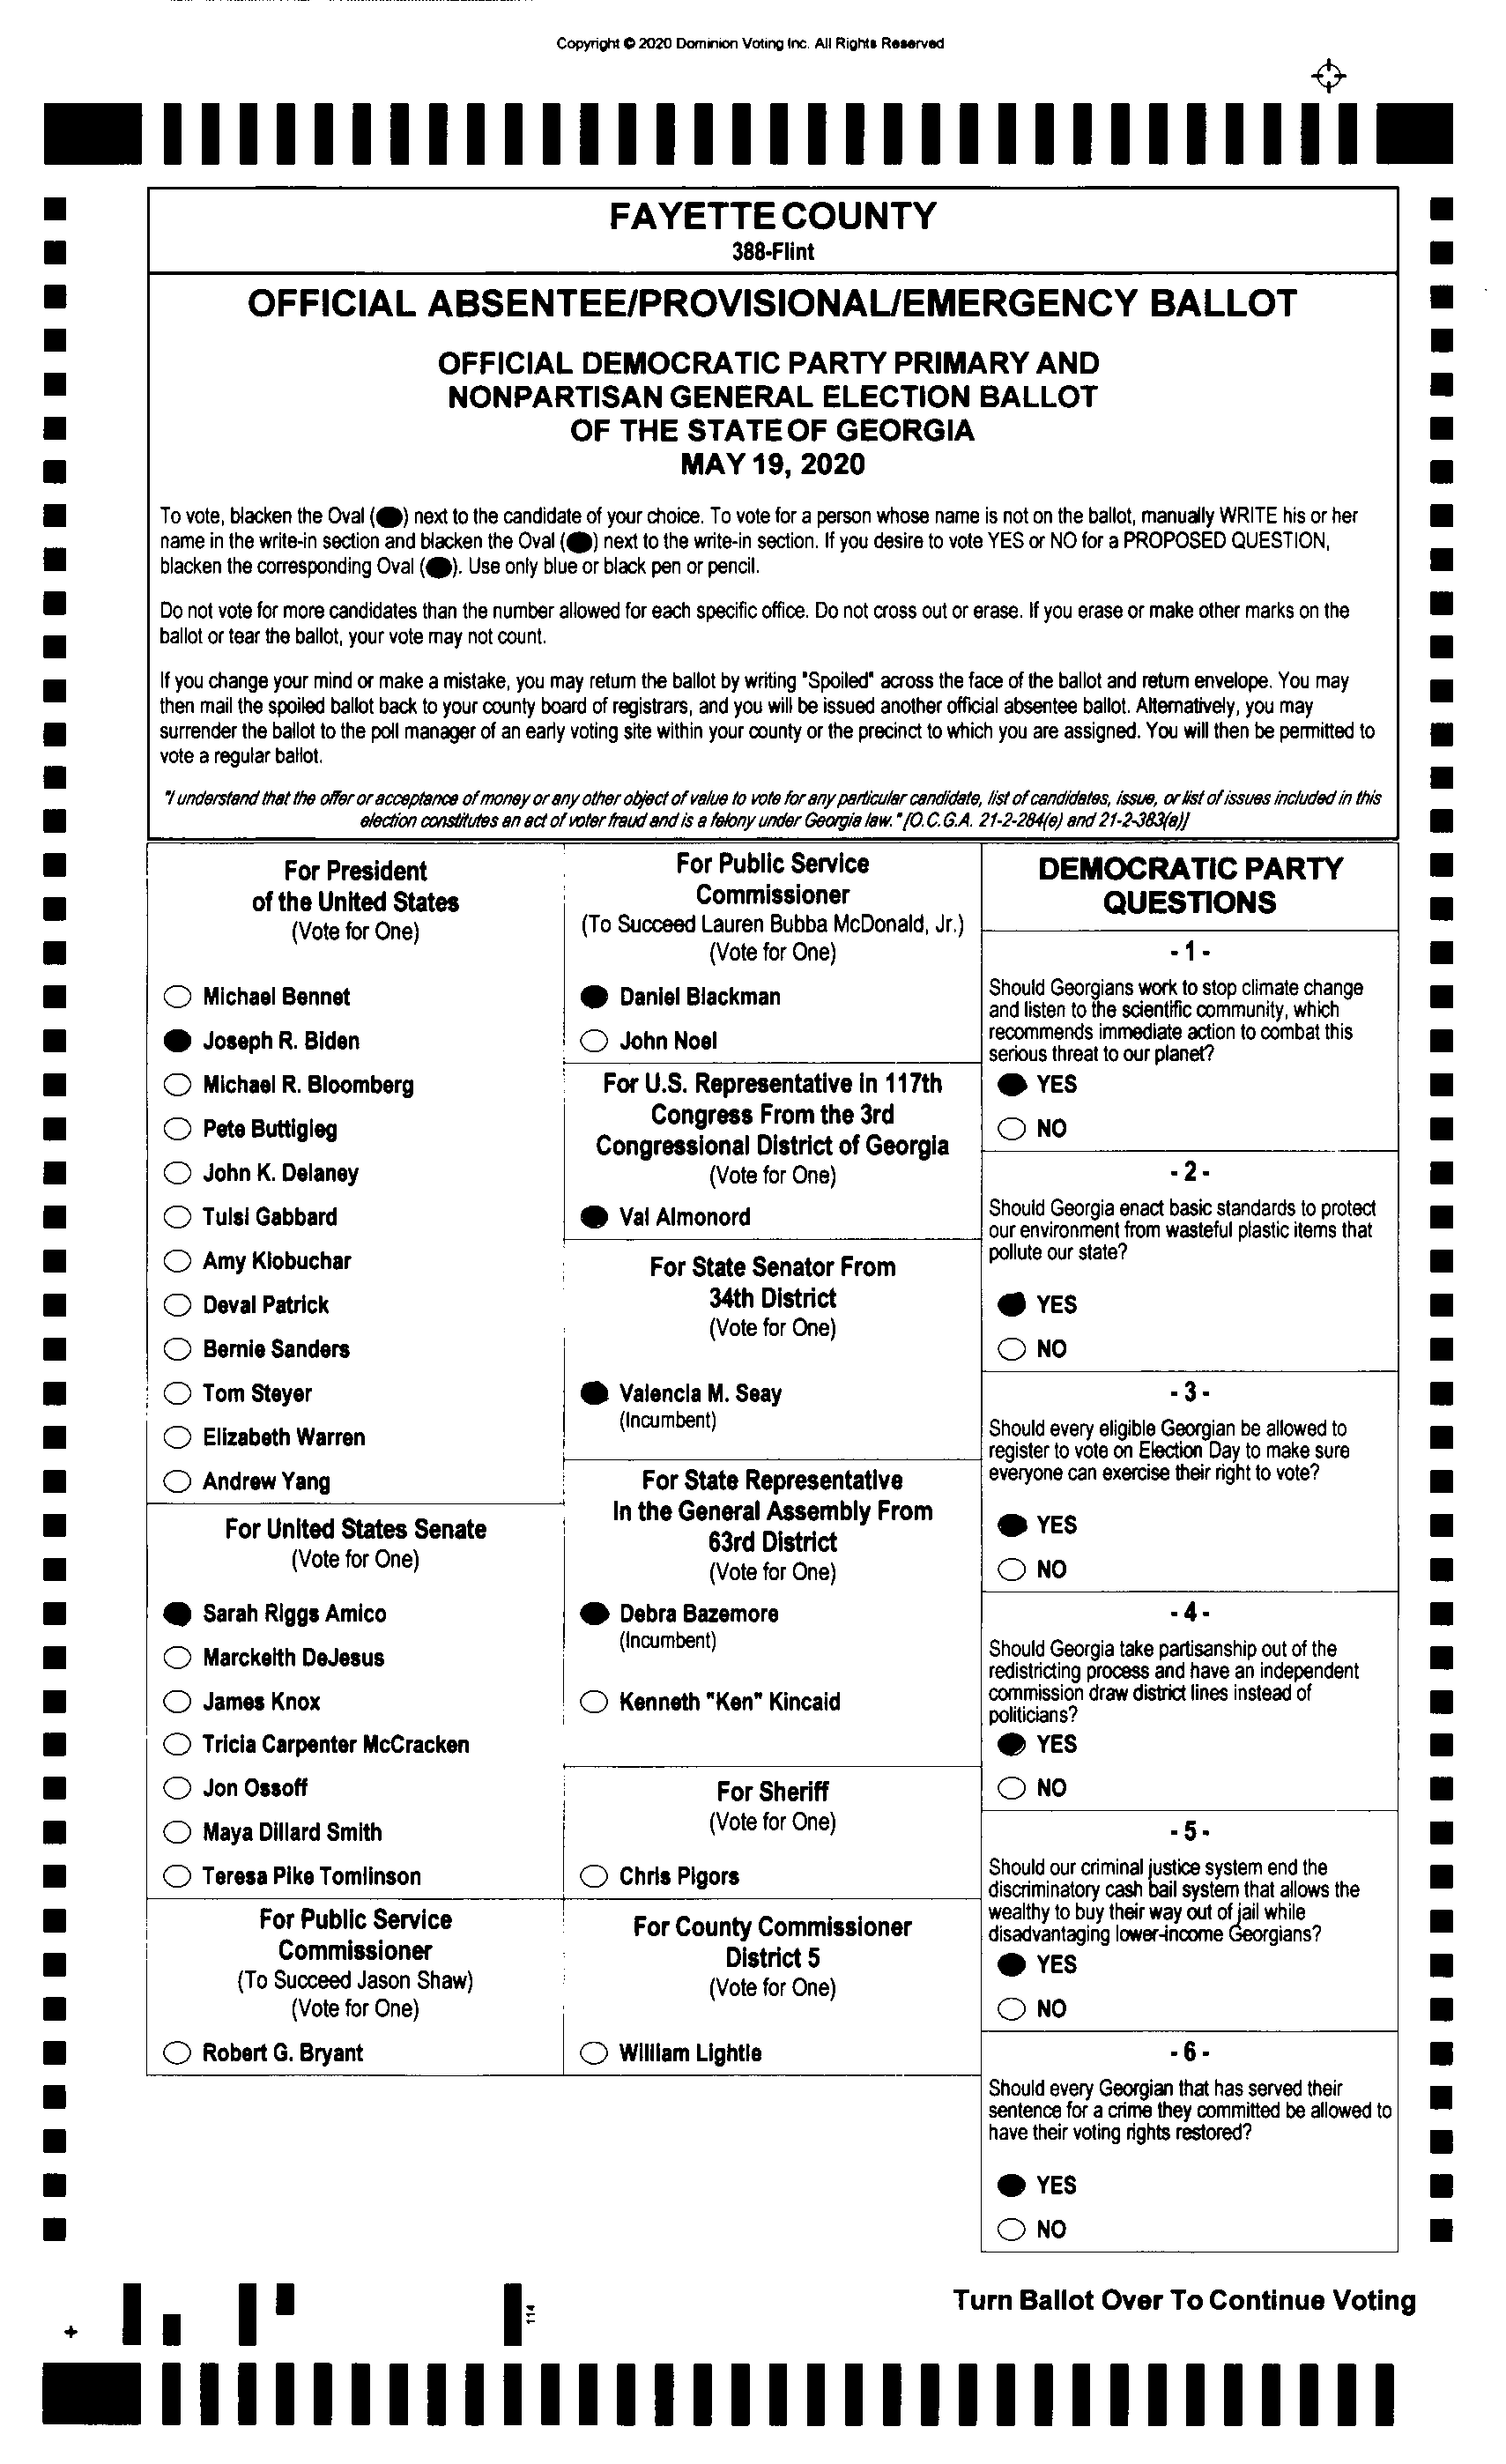 Copyright © 2020 Dominion Voting Inc. All Rights Reserved
FAYETTE COUNTY
388-Flint
OFFICIAL ABSENTEE/PROVISIONAL/EMERGENCY BALLOT
OFFICIAL DEMOCRATIC PARTY PRIMARY AND
NONPARTISAN GENERAL ELECTION BALLOT
OF THE STATE OF GEORGIA
MAY 19, 2020
To vote, blacken the Oval (●) next to the candidate of your choice. To vote for a person whose name is not on the ballot, manually WRITE his or her
name in the write-in section and blacken the Oval (●) next to the write-in section. If you desire to vote YES or NO for a PROPOSED QUESTION,
blacken the corresponding Oval (●). Use only blue or black pen or pencil.
Do not vote for more candidates than the number allowed for each specific office. Do not cross out or erase. If you erase or make other marks on the
ballot or tear the ballot, your vote may not count.
If you change your mind or make a mistake, you may return the ballot by writing "Spoiled" across the face of the ballot and return envelope. You may
then mail the spoiled ballot back to your county board of registrars, and you will be issued another official absentee ballot. Alternatively, you may
surrender the ballot to the poll manager of an early voting site within your county or the precinct to which you are assigned. You will then be permitted to
vote a regular ballot.
"I understand that the offer or acceptance of money or any other object of value to vote for any particular candidate, list of candidates, issue, or list of issues included in this
election constitutes an act of voter fraud and is a felony under Georgia law." [O.C.G.A. 21-2-284(e) and 21-2-383(a)]
For President
of the United States
(Vote for One)
Michael Bennet
Joseph R. Biden
Michael R. Bloomberg
Pete Buttigieg
John K. Delaney
Tulsi Gabbard
Amy Klobuchar
Deval Patrick
Bernie Sanders
Tom Steyer
Elizabeth Warren
Andrew Yang
For United States Senate
(Vote for One)
Sarah Riggs Amico
Marckeith DeJesus
James Knox
Tricia Carpenter McCracken
Jon Ossoff
Maya Dillard Smith
Teresa Pike Tomlinson
For Public Service
Commissioner
(To Succeed Jason Shaw)
(Vote for One)
Robert G. Bryant
For Public Service
Commissioner
(To Succeed Lauren Bubba McDonald, Jr.)
(Vote for One)
Daniel Blackman
John Noel
For U.S. Representative in 117th
Congress From the 3rd
Congressional District of Georgia
(Vote for One)
Val Almonord
For State Senator From
34th District
(Vote for One)
Valencia M. Seay
(Incumbent)
For State Representative
In the General Assembly From
63rd District
(Vote for One)
Debra Bazemore
(Incumbent)
Kenneth "Ken" Kincaid
For Sheriff
(Vote for One)
Chris Pigors
For County Commissioner
District 5
(Vote for One)
William Lightle
DEMOCRATIC PARTY
QUESTIONS
- 1 -
Should Georgians work to stop climate change
and listen to the scientific community, which
recommends immediate action to combat this
serious threat to our planet?
YES
NO
- 2 -
Should Georgia enact basic standards to protect
our environment from wasteful plastic items that
pollute our state?
YES
NO
- 3 -
Should every eligible Georgian be allowed to
register to vote on Election Day to make sure
everyone can exercise their right to vote?
YES
NO
- 4 -
Should Georgia take partisanship out of the
redistricting process and have an independent
commission draw district lines instead of
politicians?
YES
NO
- 5 -
Should our criminal justice system end the
discriminatory cash bail system that allows the
wealthy to buy their way out of jail while
disadvantaging lower-income Georgians?
YES
NO
- 6 -
Should every Georgian that has served their
sentence for a crime they committed be allowed to
have their voting rights restored?
YES
NO
Turn Ballot Over To Continue Voting
114